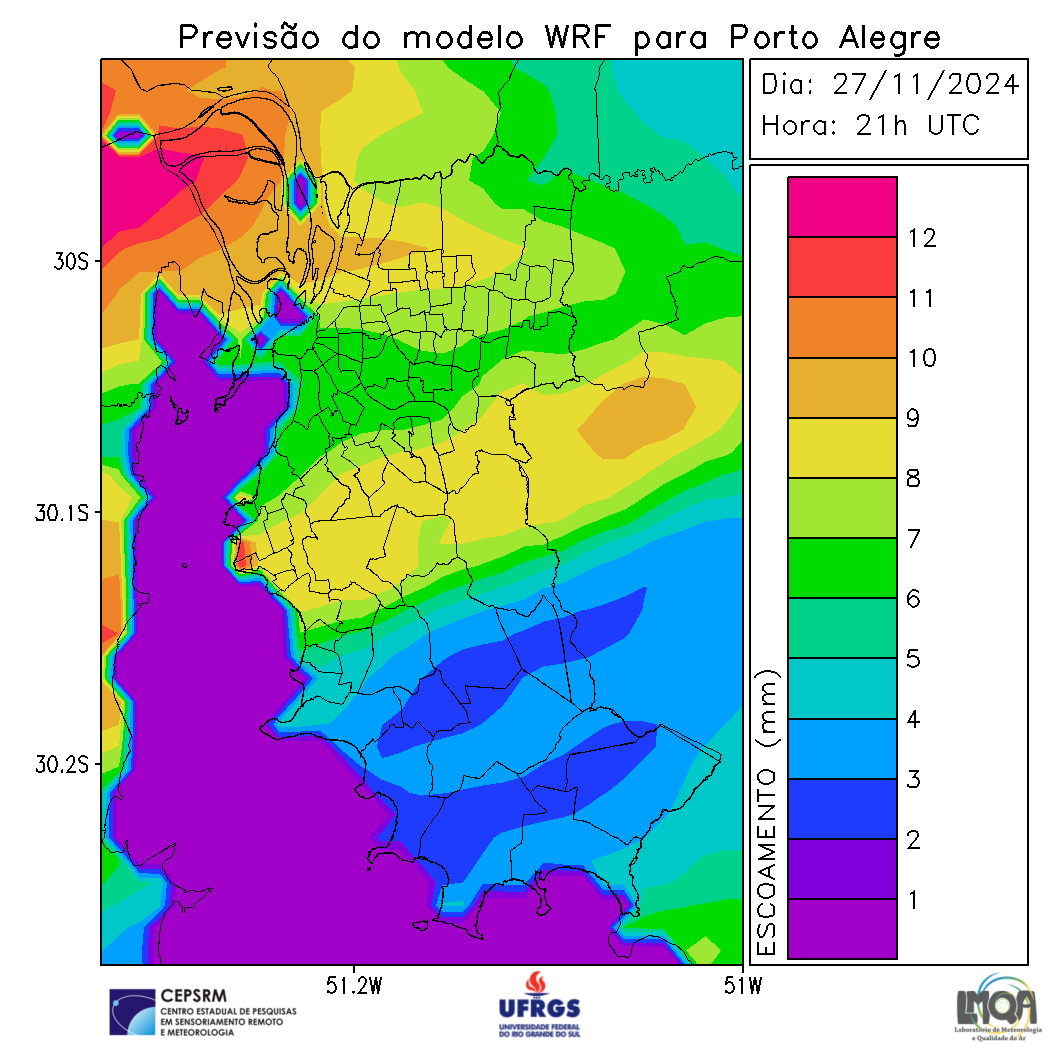 Previsão do modelo WRF para Porto Alegre
Dia: 27/11/2024
Hora: 21h UTC
30S
30.1S
30.2S
51.2W
51W
12
11
10
9
8
7
6
5
4
3
2
1
ESCOAMENTO (mm)
CEPSRM
CENTRO ESTADUAL DE PESQUISAS
EM SENSORIAMENTO REMOTO
E METEOROLOGIA
UFRGS
UNIVERSIDADE FEDERAL
DO RIO GRANDE DO SUL
LMQA
Laboratório de Meteorologia
e Qualidade do Ar